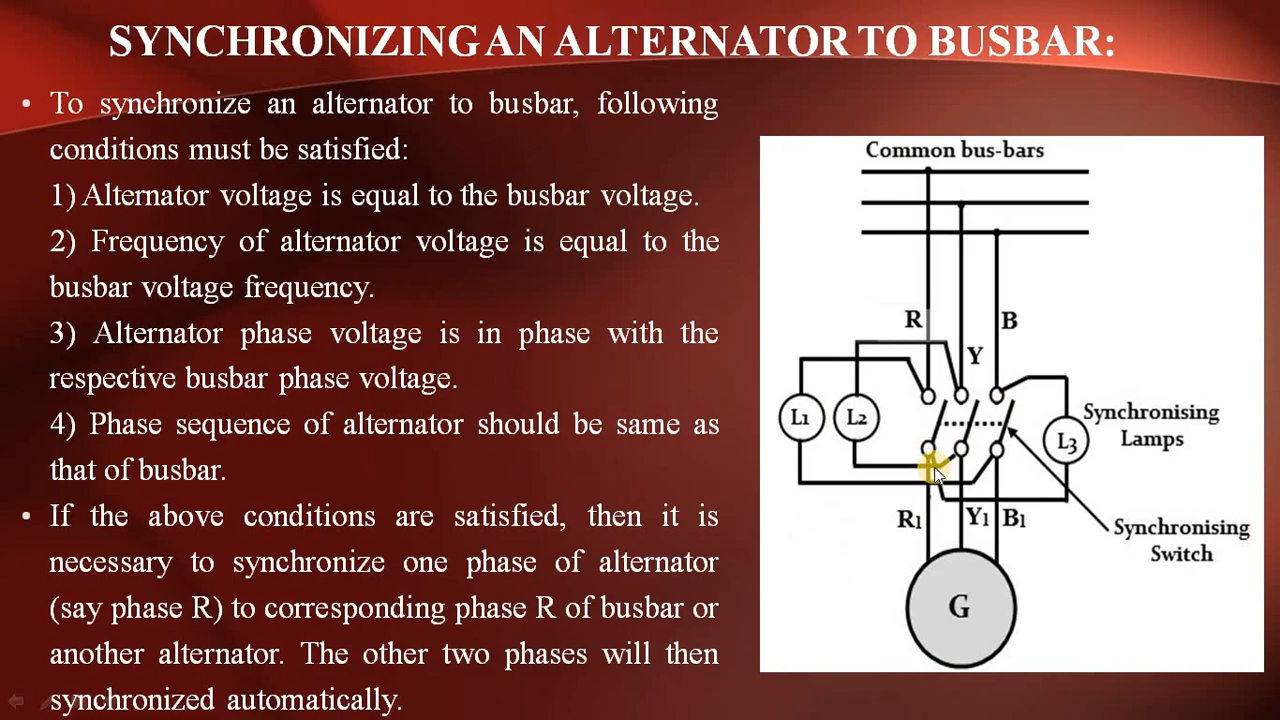 SYNCHRONIZING AN ALTERNATOR TO BUSBAR:
• To synchronize an alternator to busbar, following
conditions must be satisfied:
1) Alternator voltage is equal to the busbar voltage.
2) Frequency of alternator voltage is equal to the
busbar voltage frequency.
3) Alternator phase voltage is in phase with the
respective busbar phase voltage.
4) Phase sequence of alternator should be same as
that of busbar.
• If the above conditions are satisfied, then it is
necessary to synchronize one phase of alternator
(say phase R) to corresponding phase R of busbar or
another alternator. The other two phases will then
synchronized automatically.
Common bus-bars
R
B
Y
L1
L2
L3
Synchronising
Lamps
R1
Y1
B1
Synchronising
Switch
G